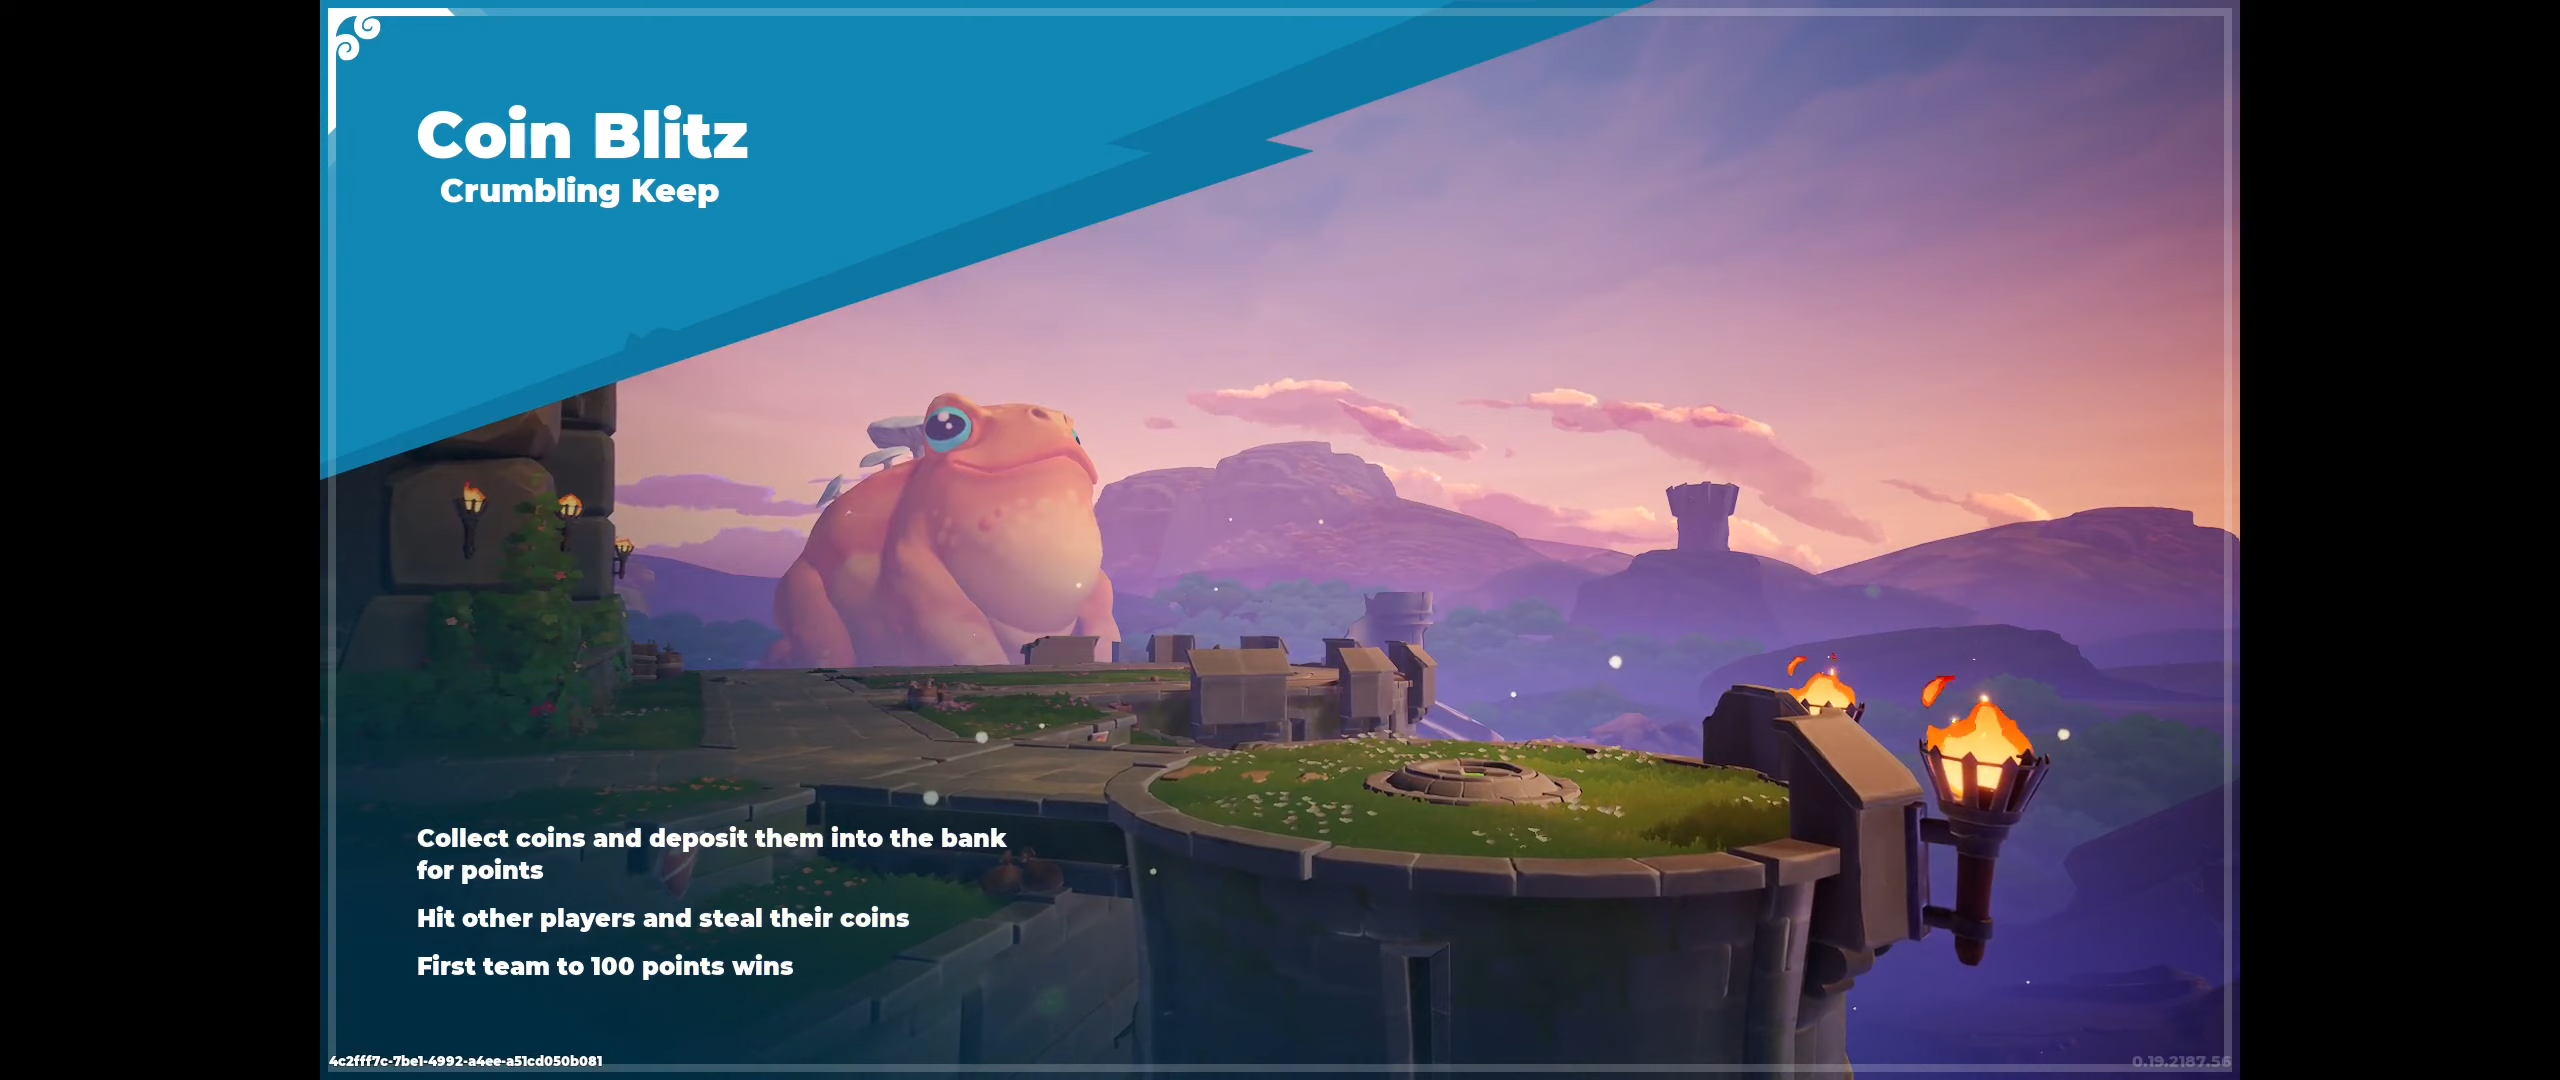 Coin Blitz
Crumbling Keep
Collect coins and deposit them into the bank
for points
Hit other players and steal their coins
First team to 100 points wins
4c2fff7c-7be1-4992-a4ee-a51cd050b081
0.19.2187.56